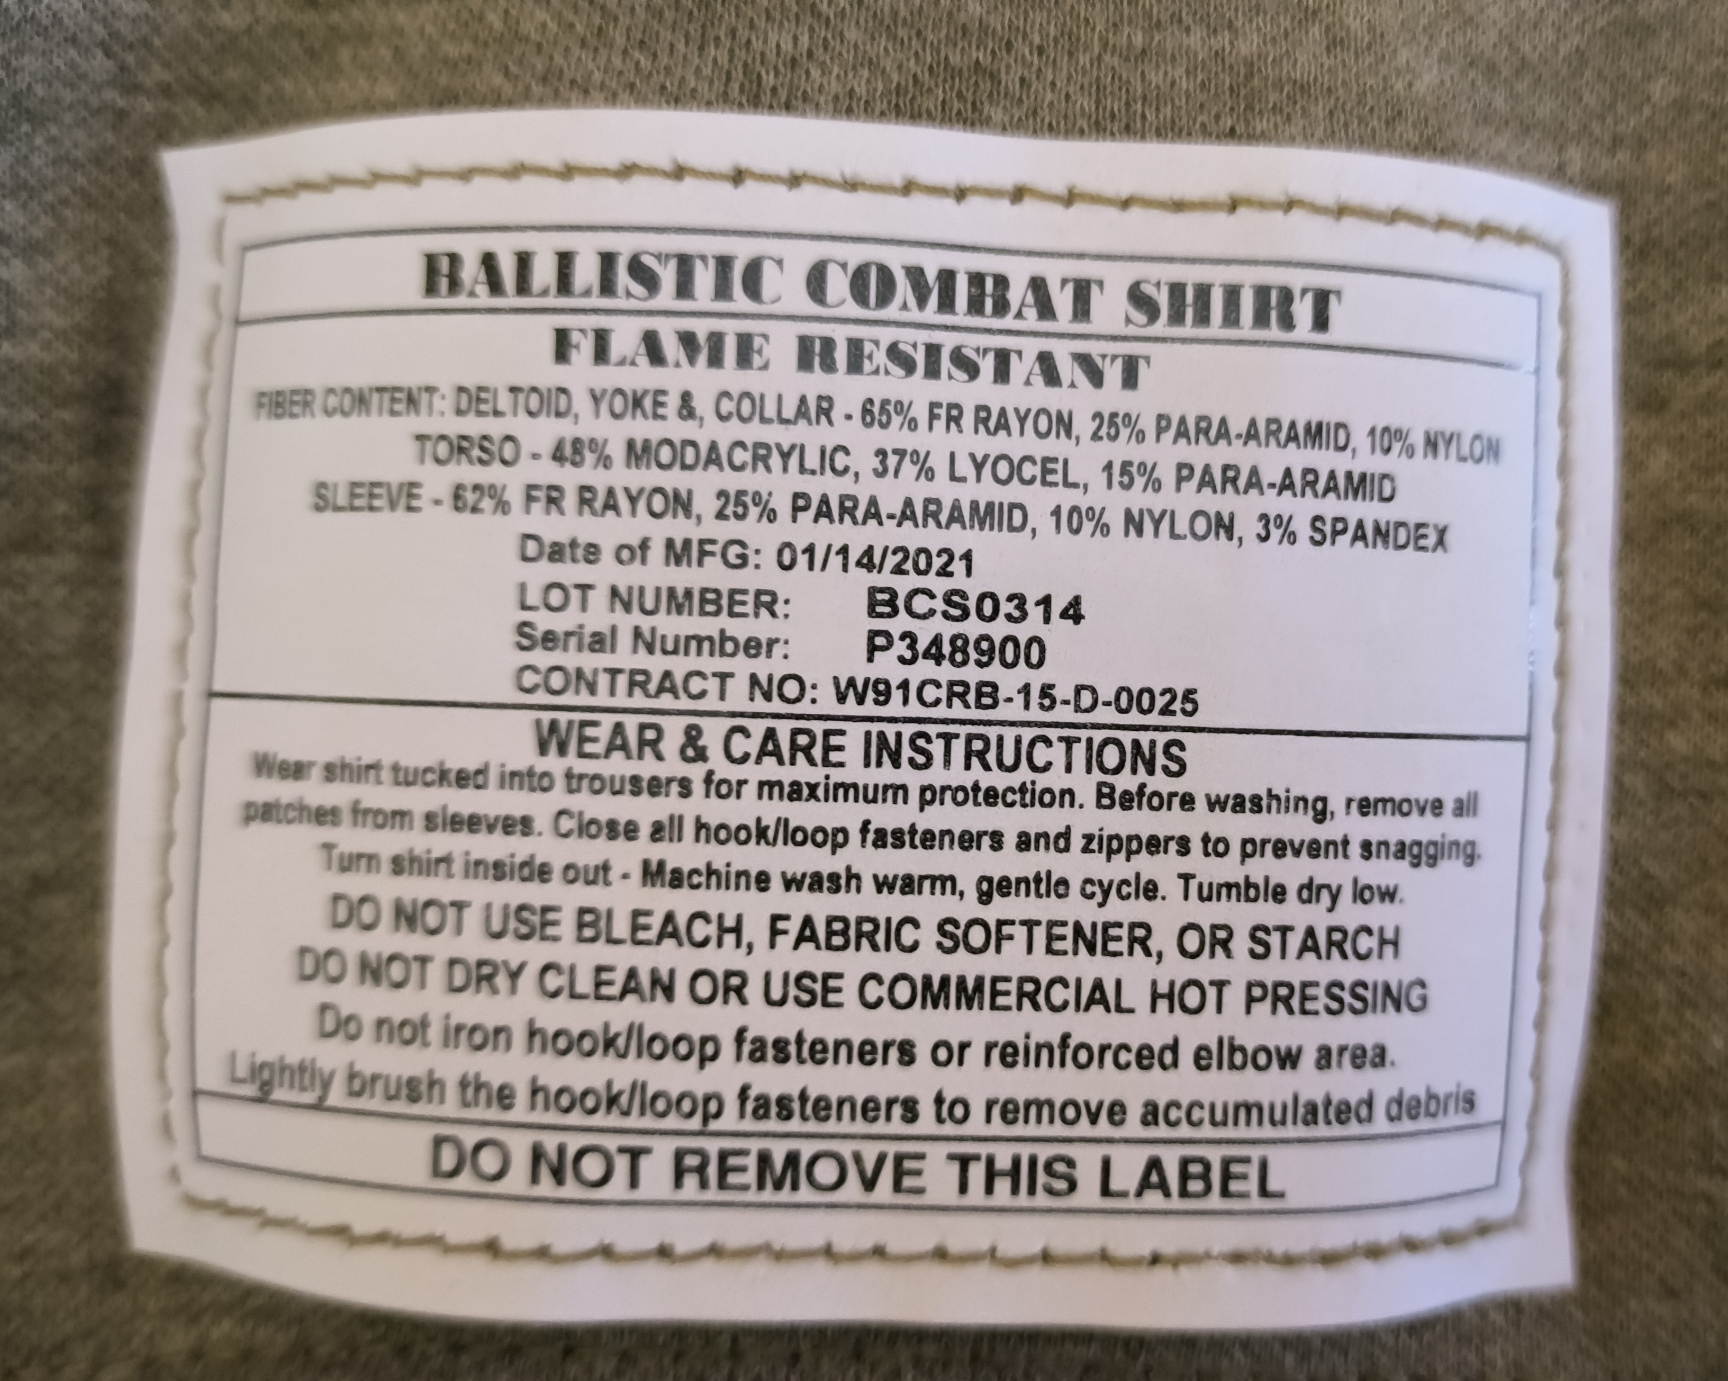 BALLISTIC COMBAT SHIRT
FLAME RESISTANT
FIBER CONTENT: DELTOID, YOKE &, COLLAR - 65% FR RAYON, 25% PARA-ARAMID, 10% NYLON
TORSO - 48% MODACRYLIC, 37% LYOCEL, 15% PARA-ARAMID
SLEEVE - 62% FR RAYON, 25% PARA-ARAMID, 10% NYLON, 3% SPANDEX
Date of MFG: 01/14/2021
LOT NUMBER: BCS0314
Serial Number: P348900
CONTRACT NO: W91CRB-15-D-0025
WEAR & CARE INSTRUCTIONS
Wear shirt tucked into trousers for maximum protection. Before washing, remove all
patches from sleeves. Close all hook/loop fasteners and zippers to prevent snagging.
Turn shirt inside out - Machine wash warm, gentle cycle. Tumble dry low.
DO NOT USE BLEACH, FABRIC SOFTENER, OR STARCH
DO NOT DRY CLEAN OR USE COMMERCIAL HOT PRESSING
Do not iron hook/loop fasteners or reinforced elbow area.
Lightly brush the hook/loop fasteners to remove accumulated debris
DO NOT REMOVE THIS LABEL